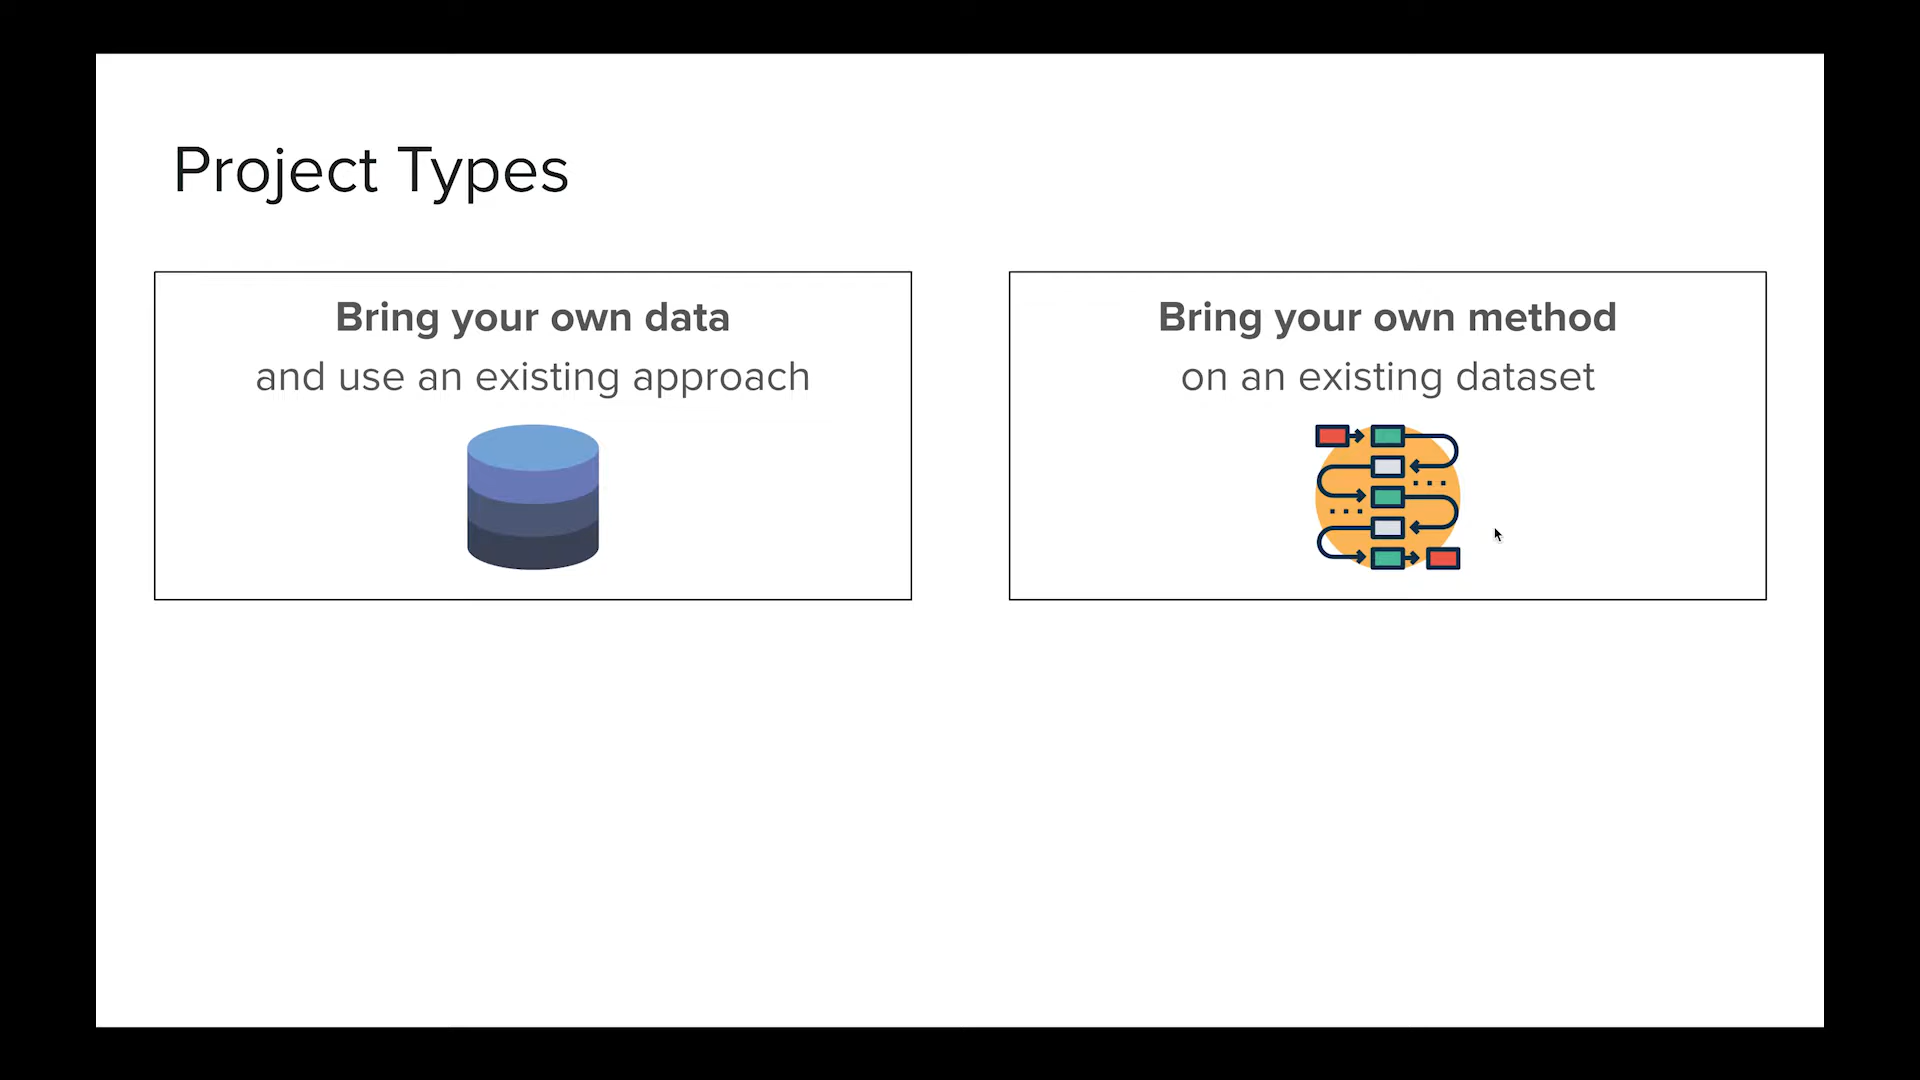 Project Types
Bring your own data
and use an existing approach
Bring your own method
on an existing dataset